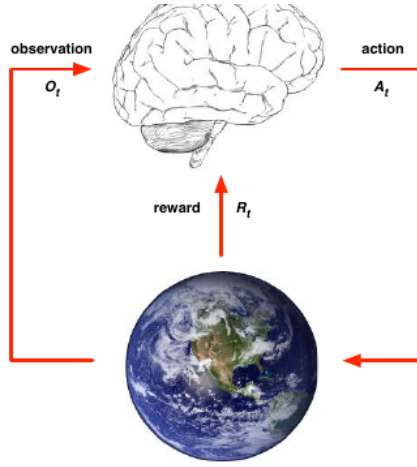 observation
action
O_t
A_t
reward
R_t